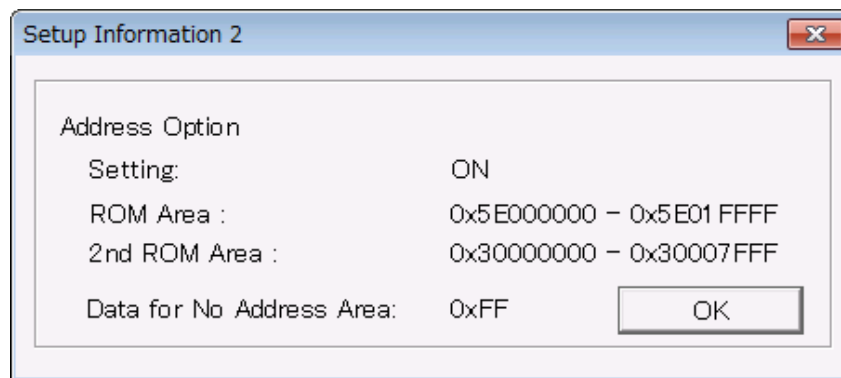 Setup Information 2
Address Option
Setting: ON
ROM Area : 0x5E000000 - 0x5E01FFFF
2nd ROM Area : 0x30000000 - 0x30007FFF
Data for No Address Area: 0xFF OK